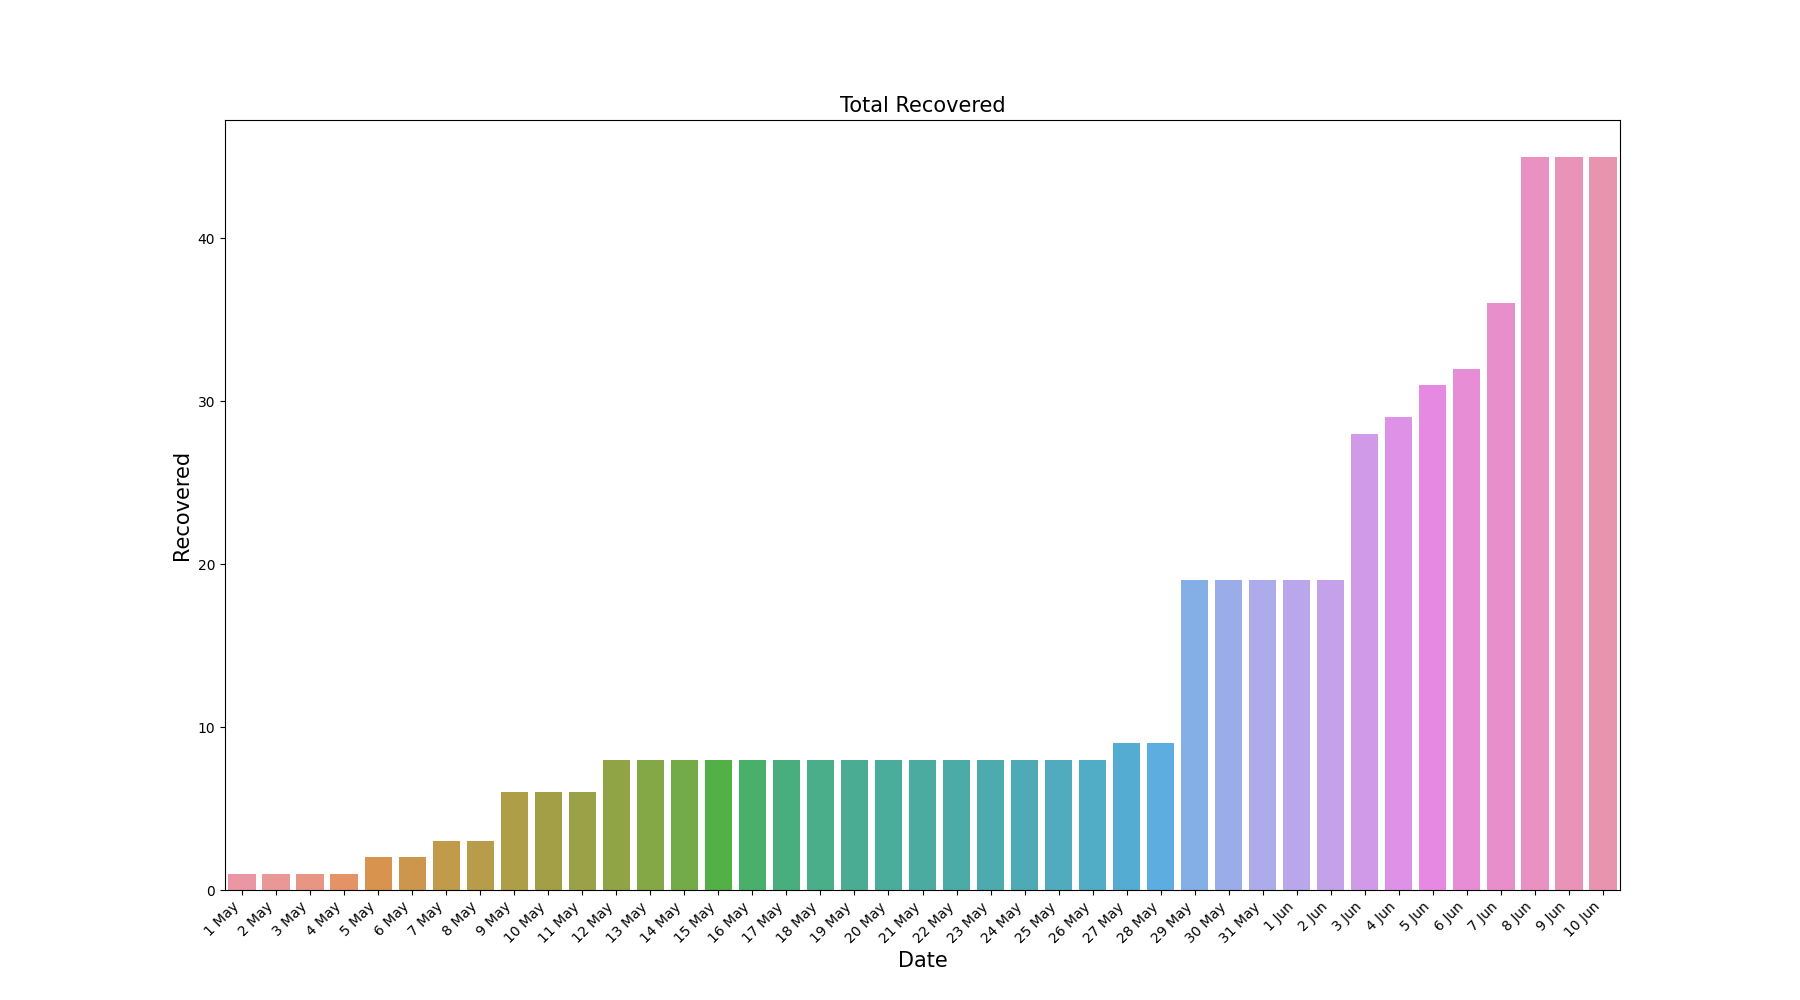 Total Recovered
Recovered
40
30
20
10
0
1 May
2 May
3 May
4 May
5 May
6 May
7 May
8 May
9 May
10 May
11 May
12 May
13 May
14 May
15 May
16 May
17 May
18 May
19 May
20 May
21 May
22 May
23 May
24 May
25 May
26 May
27 May
28 May
29 May
30 May
31 May
1 Jun
2 Jun
3 Jun
4 Jun
5 Jun
6 Jun
7 Jun
8 Jun
9 Jun
10 Jun
Date